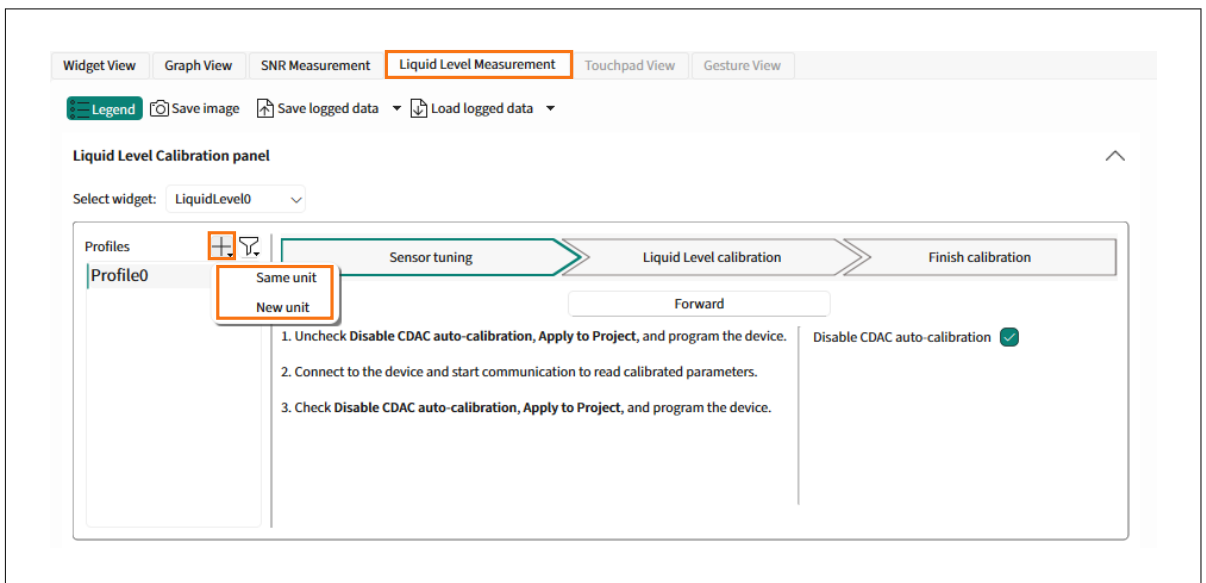 Widget View Graph View SNR Measurement Liquid Level Measurement Touchpad View Gesture View
Legend Save image Save logged data Load logged data
Liquid Level Calibration panel
Select widget: LiquidLevel0
Profiles
Profile0
Same unit
New unit
Sensor tuning Liquid Level calibration Finish calibration
Forward
1. Uncheck Disable CDAC auto-calibration, Apply to Project, and program the device.
2. Connect to the device and start communication to read calibrated parameters.
3. Check Disable CDAC auto-calibration, Apply to Project, and program the device.
Disable CDAC auto-calibration